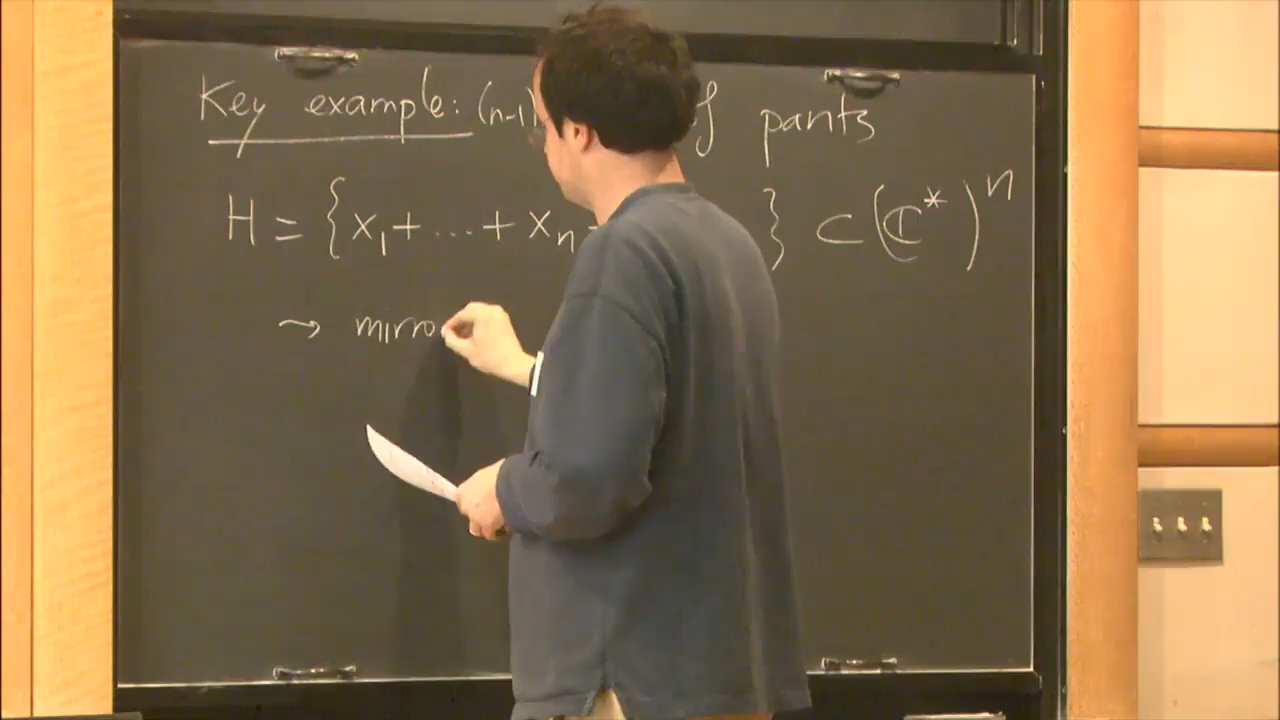 Key example: (n-1) f pants
H = { x₁ + ... + xₙ } ⊂ (ℂ*)ⁿ
⇝ mirro